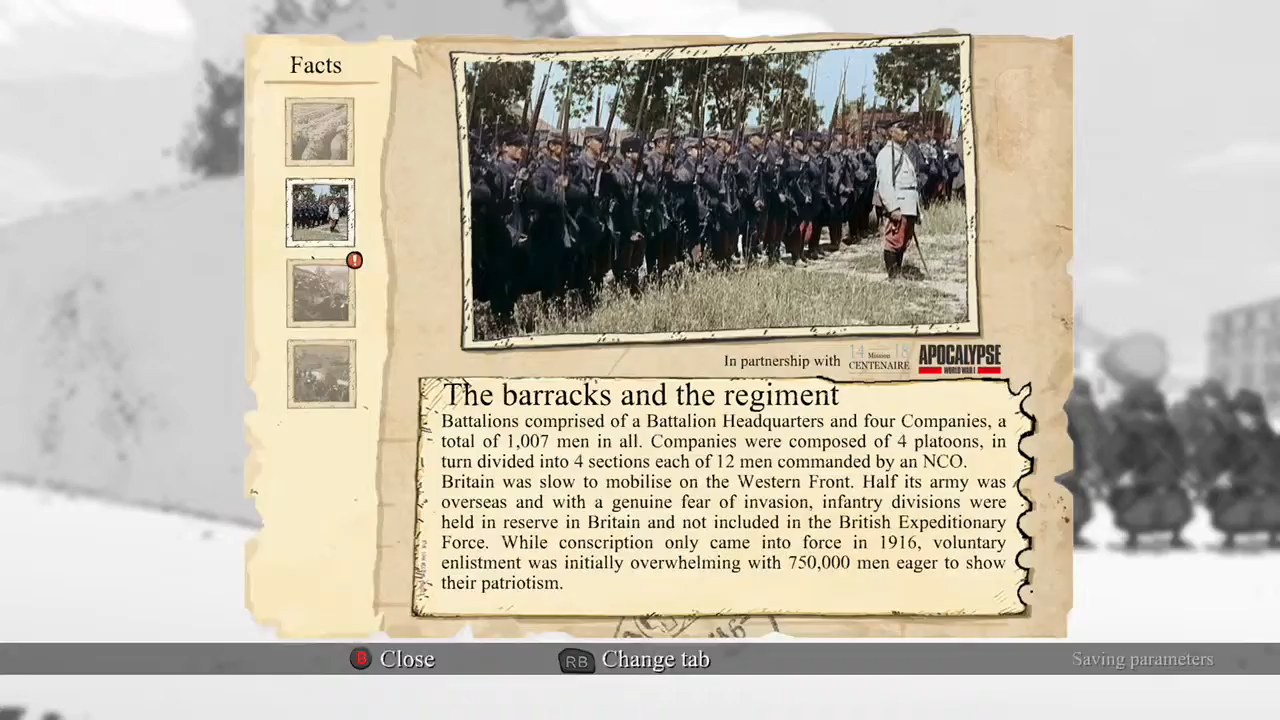 Facts
!
In partnership with
14 Mission 18
CENTENAIRE
APOCALYPSE
WORLD WAR I
The barracks and the regiment
Battalions comprised of a Battalion Headquarters and four Companies, a
total of 1,007 men in all. Companies were composed of 4 platoons, in
turn divided into 4 sections each of 12 men commanded by an NCO.
Britain was slow to mobilise on the Western Front. Half its army was
overseas and with a genuine fear of invasion, infantry divisions were
held in reserve in Britain and not included in the British Expeditionary
Force. While conscription only came into force in 1916, voluntary
enlistment was initially overwhelming with 750,000 men eager to show
their patriotism.
B Close
RB Change tab
Saving parameters